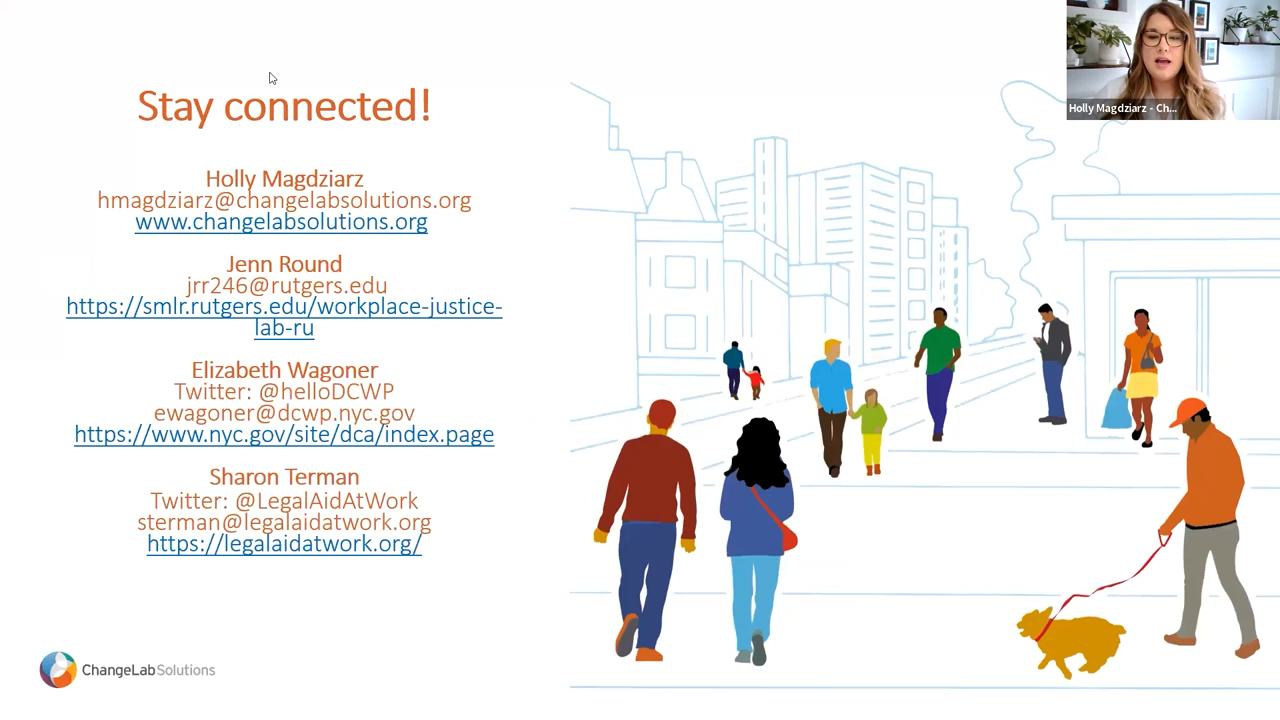 Stay connected!
Holly Magdziarz
hmagdziarz@changelabsolutions.org
www.changelabsolutions.org
Jenn Round
jrr246@rutgers.edu
https://smlr.rutgers.edu/workplace-justice-
lab-ru
Elizabeth Wagoner
Twitter: @helloDCWP
ewagoner@dcwp.nyc.gov
https://www.nyc.gov/site/dca/index.page
Sharon Terman
Twitter: @LegalAidAtWork
sterman@legalaidatwork.org
https://legalaidatwork.org/
ChangeLabSolutions
Holly Magdziarz - Ch...